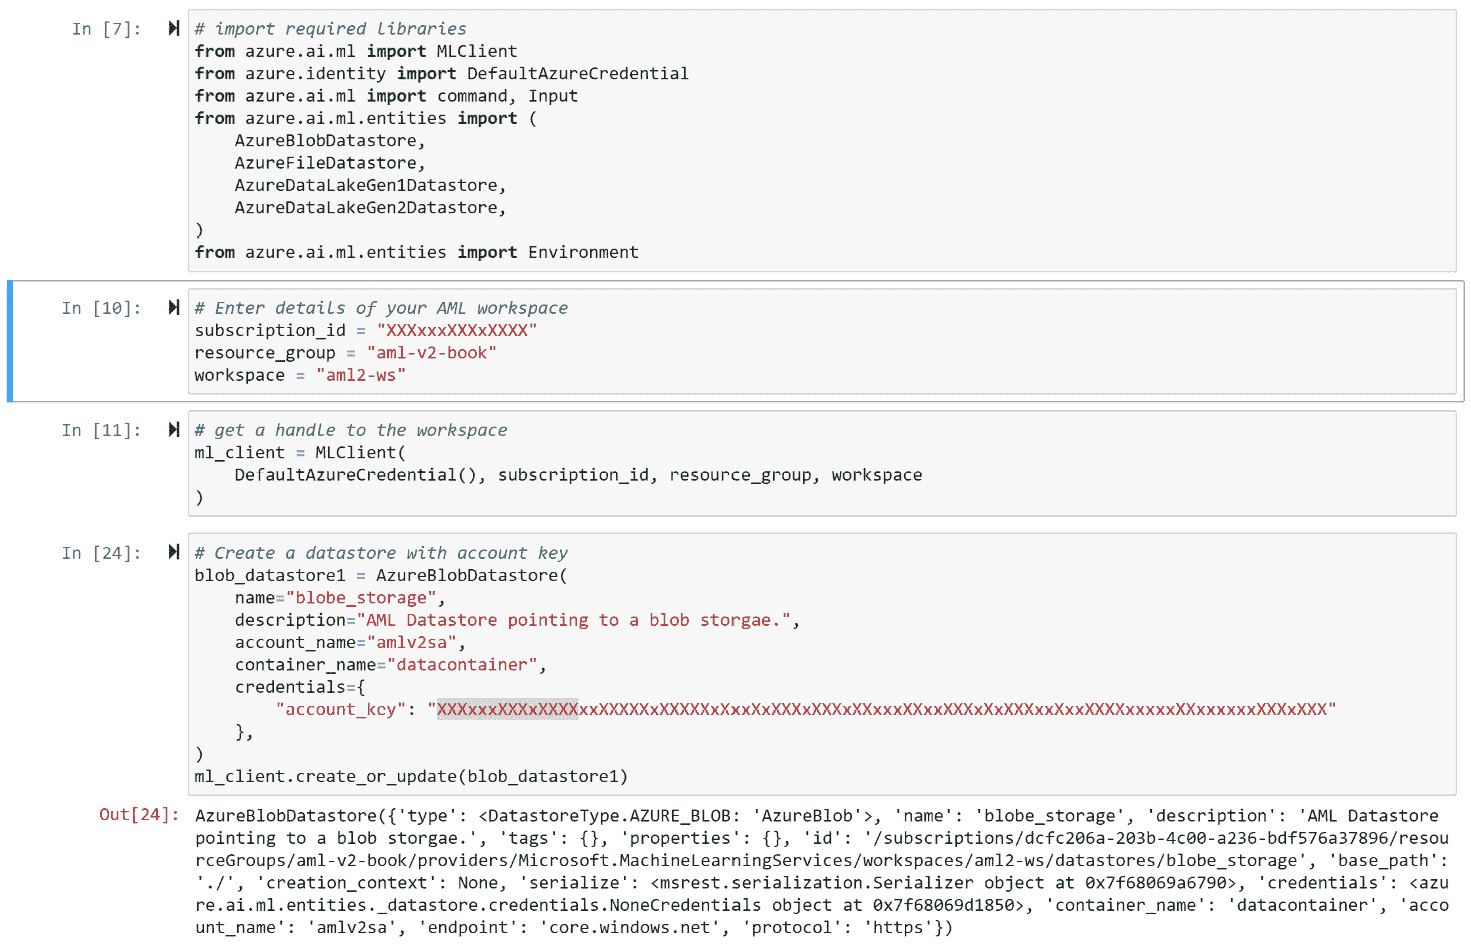 In [7]:
# import required libraries
from azure.ai.ml import MLClient
from azure.identity import DefaultAzureCredential
from azure.ai.ml import command, Input
from azure.ai.ml.entities import (
    AzureBlobDatastore,
    AzureFileDatastore,
    AzureDataLakeGen1Datastore,
    AzureDataLakeGen2Datastore,
)
from azure.ai.ml.entities import Environment
In [10]:
# Enter details of your AML workspace
subscription_id = "XXXxxxXXXxXXXX"
resource_group = "aml-v2-book"
workspace = "aml2-ws"
In [11]:
# get a handle to the workspace
ml_client = MLClient(
    DefaultAzureCredential(), subscription_id, resource_group, workspace
)
In [24]:
# Create a datastore with account key
blob_datastore1 = AzureBlobDatastore(
    name="blobe_storage",
    description="AML Datastore pointing to a blob storgae.",
    account_name="amlv2sa",
    container_name="datacontainer",
    credentials={
        "account_key": "XXXxxxXXXxXXXXxxXXXXXxXXXXXxXxxXxXXXxXXXxXXxxxXXxxXXXxXxXXXxxXxxXXXXxxxxxXXxxxxxxXXXxXXX"
    },
)
ml_client.create_or_update(blob_datastore1)
Out[24]:
AzureBlobDatastore({'type': <DatastoreType.AZURE_BLOB: 'AzureBlob'>, 'name': 'blobe_storage', 'description': 'AML Datastore
pointing to a blob storgae.', 'tags': {}, 'properties': {}, 'id': '/subscriptions/dcfc206a-203b-4c00-a236-bdf576a37896/resou
rceGroups/aml-v2-book/providers/Microsoft.MachineLearningServices/workspaces/aml2-ws/datastores/blobe_storage', 'base_path':
'./', 'creation_context': None, 'serialize': <msrest.serialization.Serializer object at 0x7f68069a6790>, 'credentials': <azu
re.ai.ml.entities._datastore.credentials.NoneCredentials object at 0x7f68069d1850>, 'container_name': 'datacontainer', 'acco
unt_name': 'amlv2sa', 'endpoint': 'core.windows.net', 'protocol': 'https'})